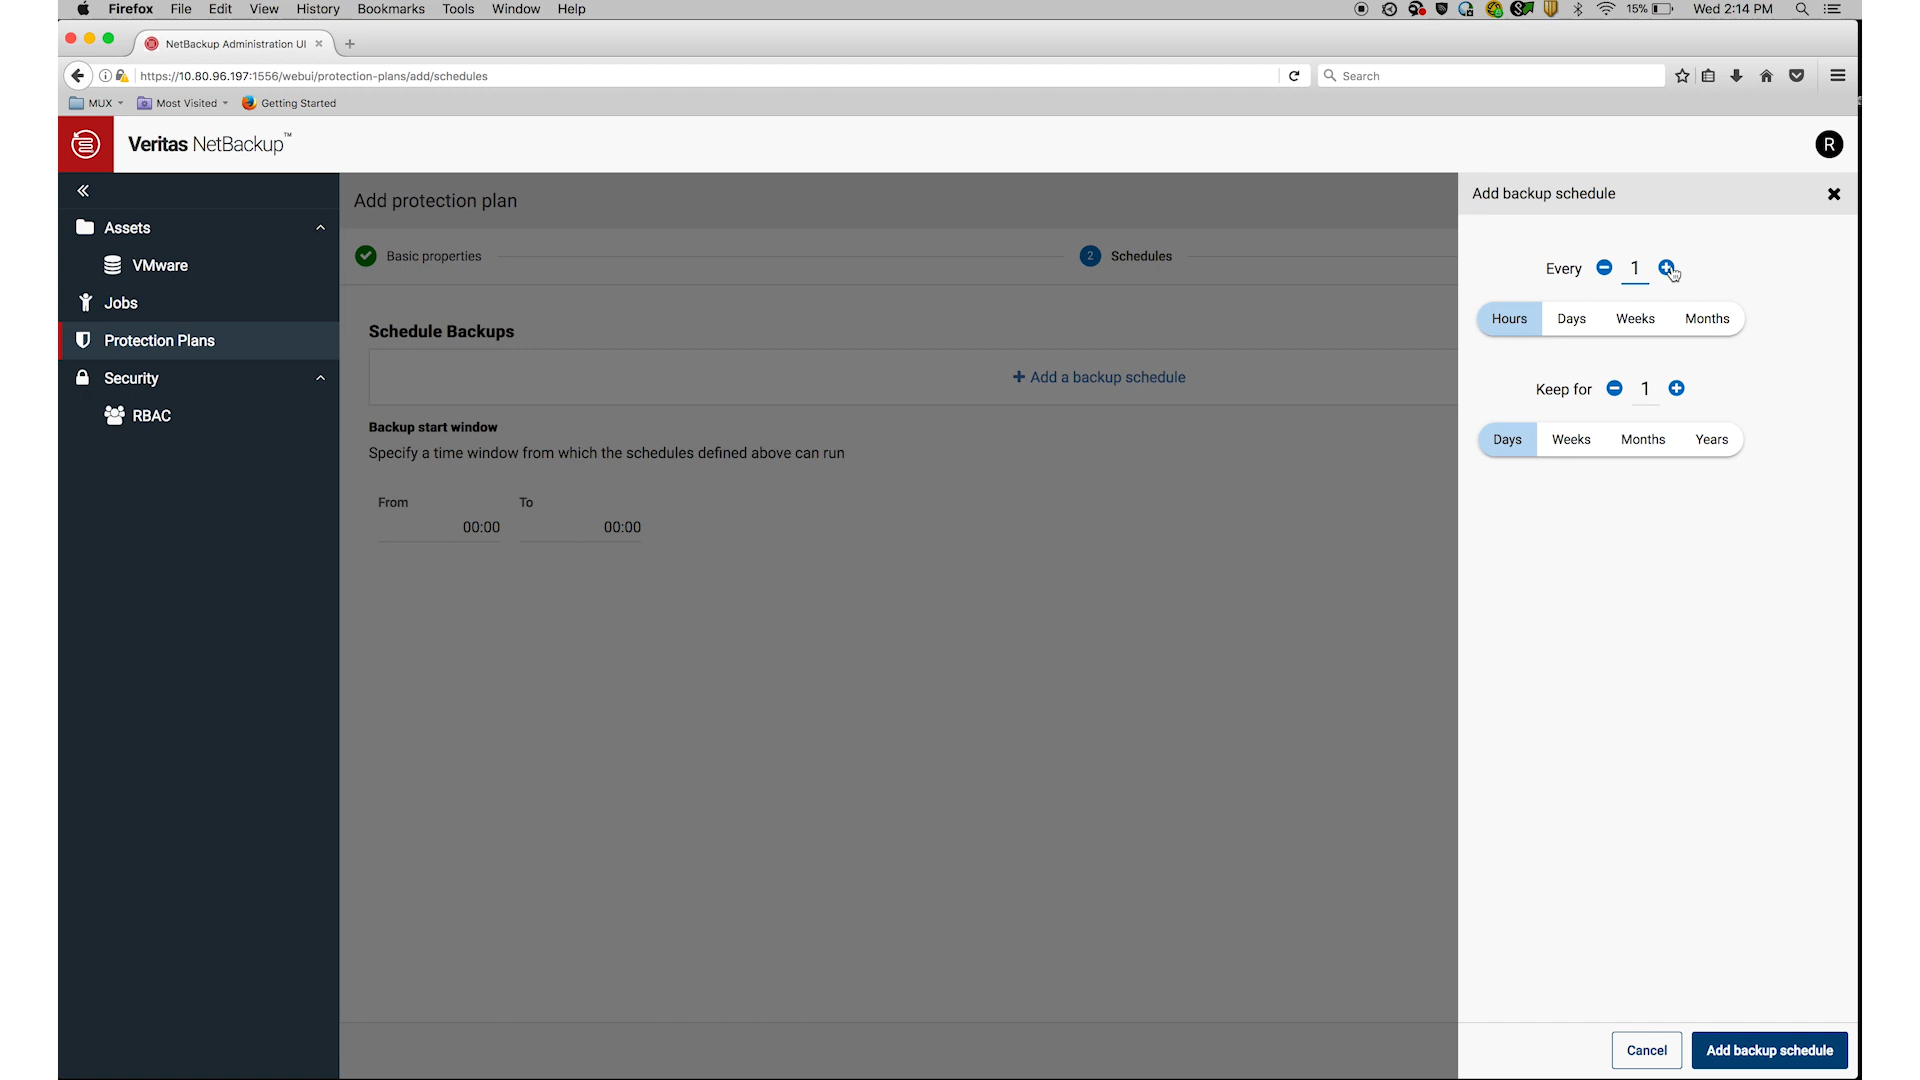 Firefox File Edit View History Bookmarks Tools Window Help 15% Wed 2:14 PM
NetBackup Administration UI
https://10.80.96.197:1556/webui/protection-plans/add/schedules
Search
MUX Most Visited Getting Started
Veritas NetBackup™
R
Add protection plan
Add backup schedule
Assets
VMware
Jobs
Protection Plans
Security
RBAC
Basic properties
2 Schedules
Schedule Backups
+ Add a backup schedule
Backup start window
Specify a time window from which the schedules defined above can run
From To
00:00 00:00
Every 1
Hours Days Weeks Months
Keep for 1
Days Weeks Months Years
Cancel Add backup schedule